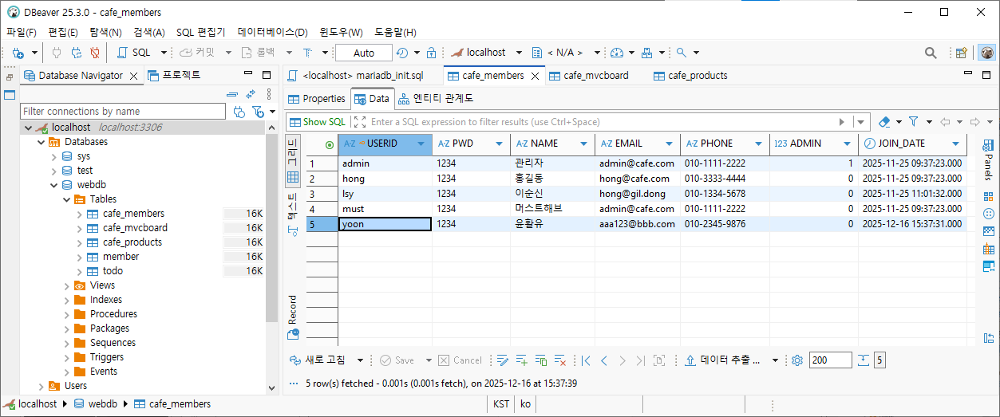 DBeaver 25.3.0 - cafe_members
파일(F) 편집(E) 탐색(N) 검색(A) SQL 편집기 데이터베이스(D) 윈도우(W) 도움말(H)
SQL 커밋 롤백 T Auto localhost < N/A >
Database Navigator 프로젝트
<localhost> mariadb_init.sql cafe_members cafe_mvcboard cafe_products
Filter connections by name
localhost localhost:3306
Databases
sys
test
webdb
Tables
cafe_members 16K
cafe_mvcboard 16K
cafe_products 16K
member 16K
todo 16K
Views
Indexes
Procedures
Packages
Sequences
Triggers
Events
Users
Properties Data 엔티티 관계도
Show SQL Enter a SQL expression to filter results (use Ctrl+Space)
그리드
텍스트
Record
A-Z USERID A-Z PWD A-Z NAME A-Z EMAIL A-Z PHONE 123 ADMIN JOIN_DATE
1 admin 1234 관리자 admin@cafe.com 010-1111-2222 1 2025-11-25 09:37:23.000
2 hong 1234 홍길동 hong@cafe.com 010-3333-4444 0 2025-11-25 09:37:23.000
3 lsy 1234 이순신 hong@gil.dong 010-1334-5678 0 2025-11-25 11:01:32.000
4 must 1234 머스트해브 admin@cafe.com 010-1111-2222 0 2025-11-25 09:37:23.000
5 yoon 1234 윤활유 aaa123@bbb.com 010-2345-9876 0 2025-12-16 15:37:31.000
Panels
새로 고침 Save Cancel 데이터 추출 ... 200 5
5 row(s) fetched - 0.001s (0.001s fetch), on 2025-12-16 at 15:37:39
localhost webdb cafe_members KST ko